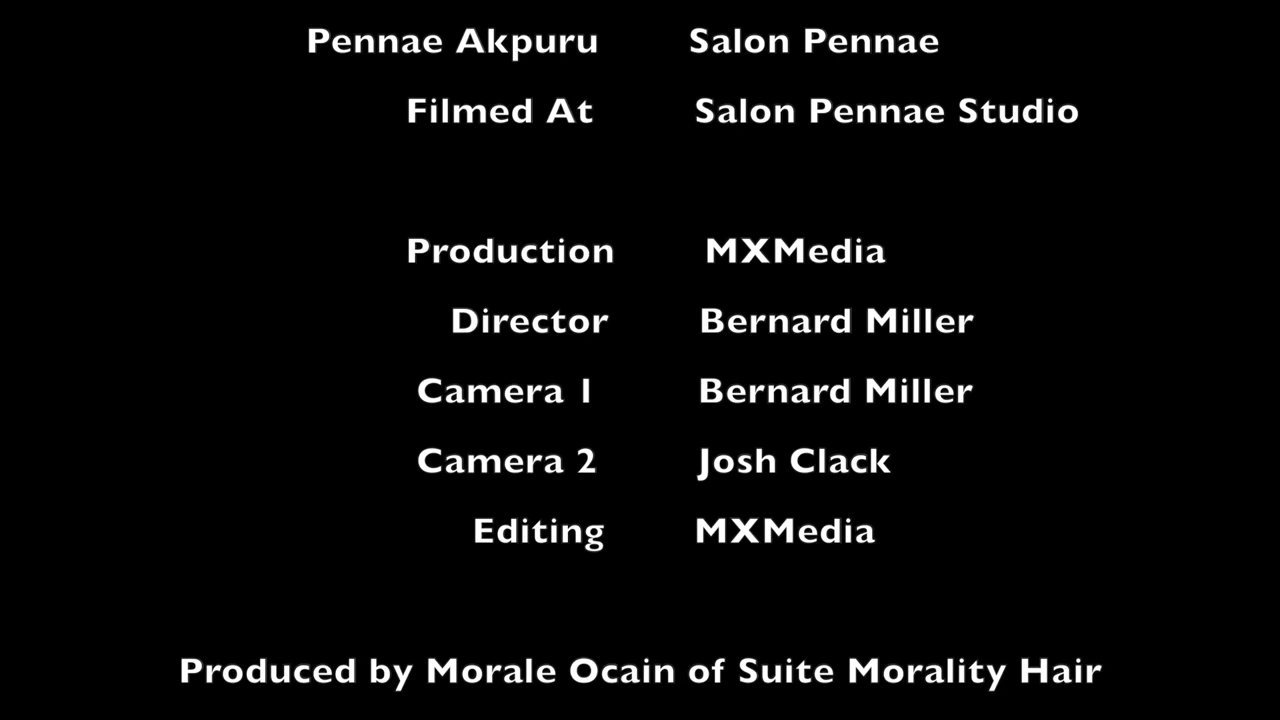 Pennae Akpuru Salon Pennae
Filmed At Salon Pennae Studio
Production MXMedia
Director Bernard Miller
Camera 1 Bernard Miller
Camera 2 Josh Clack
Editing MXMedia
Produced by Morale Ocain of Suite Morality Hair